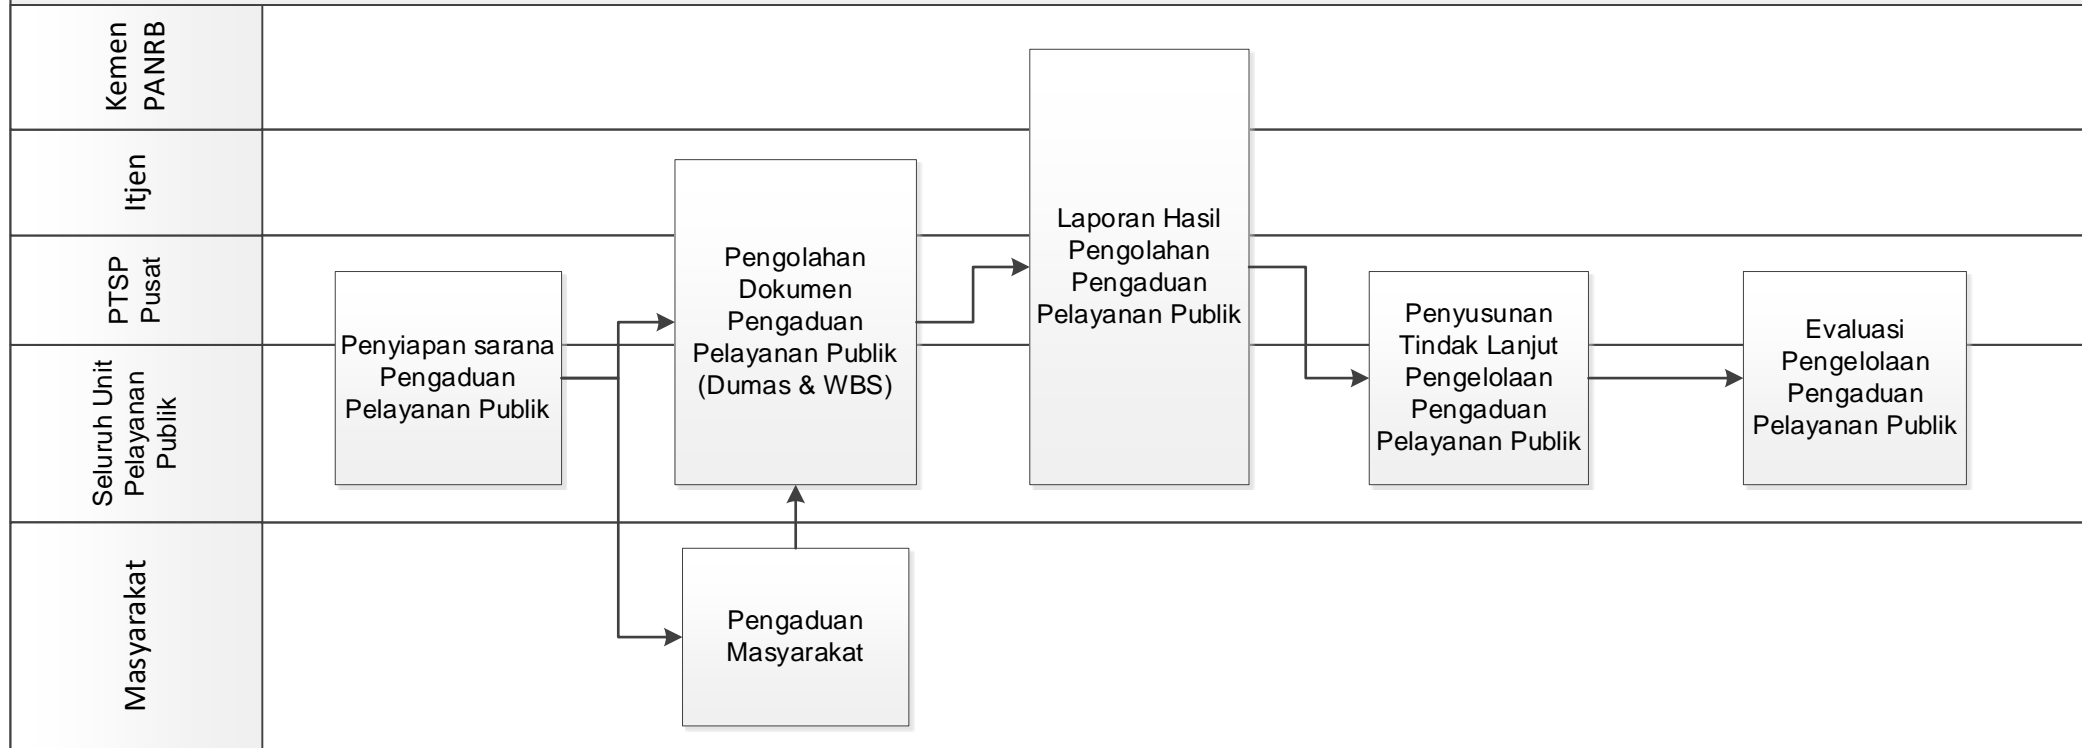 Kemen
PANRB
Itjen
PTSP
Pusat
Seluruh Unit
Pelayanan
Publik
Masyarakat
Penyiapan sarana
Pengaduan
Pelayanan Publik
Pengolahan
Dokumen
Pengaduan
Pelayanan Publik
(Dumas & WBS)
Pengaduan
Masyarakat
Laporan Hasil
Pengolahan
Pengaduan
Pelayanan Publik
Penyusunan
Tindak Lanjut
Pengelolaan
Pengaduan
Pelayanan Publik
Evaluasi
Pengelolaan
Pengaduan
Pelayanan Publik